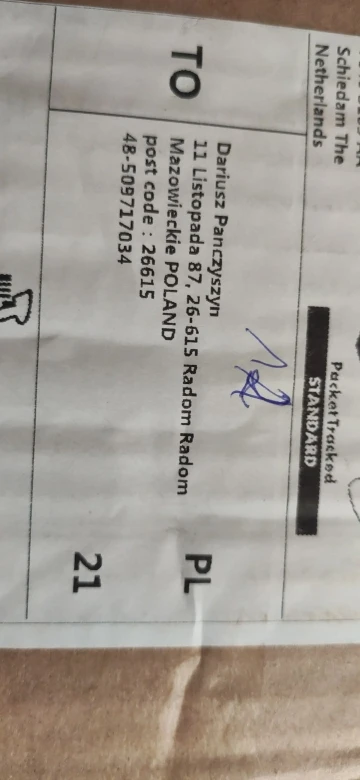 Schiedam The
Netherlands
PacketTracked
STANDARD
TO
Dariusz Panczyszyn
11 Listopada 87, 26-615 Radom Radom
Mazowieckie POLAND
post code : 26615
48-509717034
PL
21